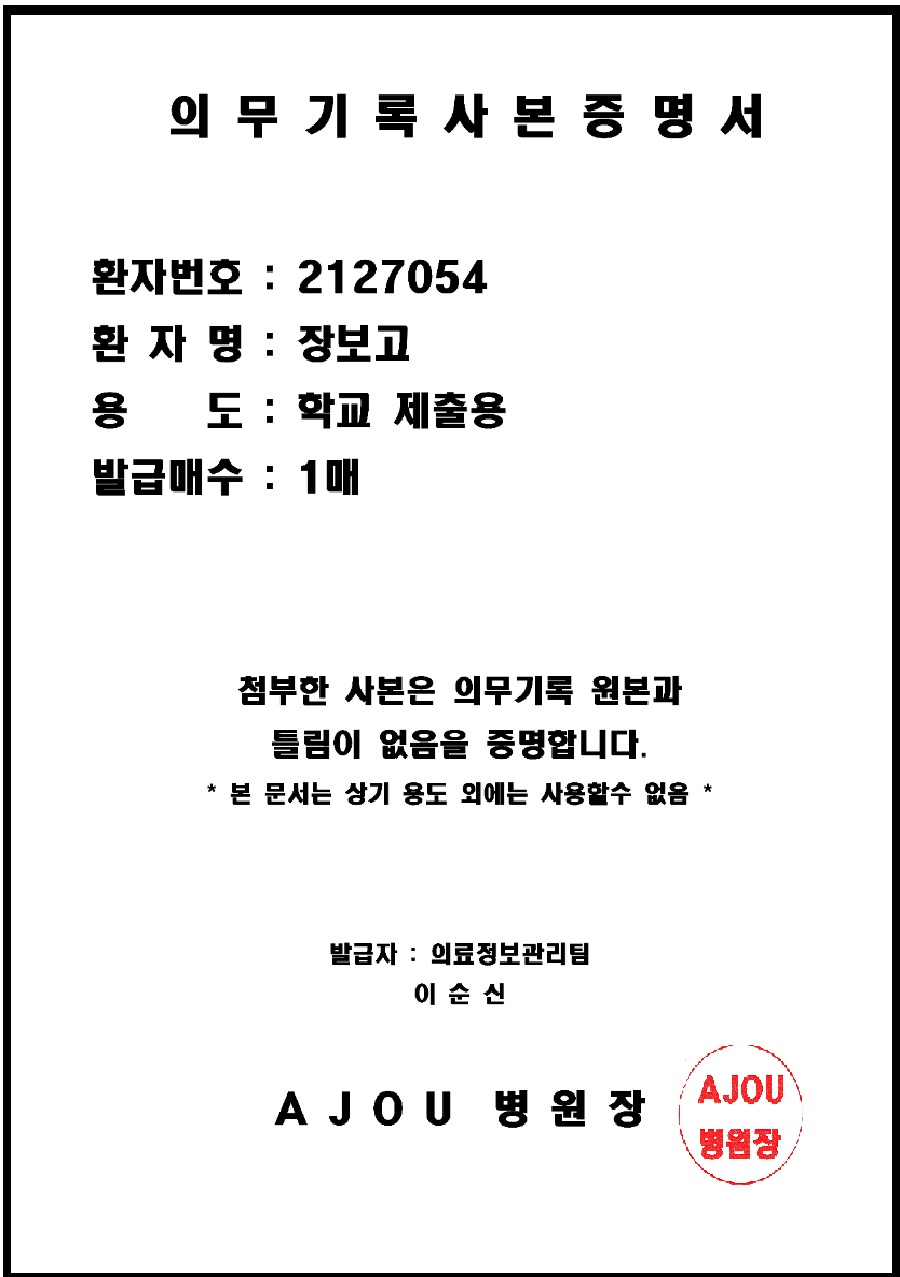 의 무 기 록 사 본 증 명 서
환자번호 : 2127054
환 자 명 : 장보고
용 도 : 학교 제출용
발급매수 : 1매
첨부한 사본은 의무기록 원본과
틀림이 없음을 증명합니다.
* 본 문서는 상기 용도 외에는 사용할수 없음 *
발급자 : 의료정보관리팀
이 순 신
A J O U 병 원 장
AJOU
병원장